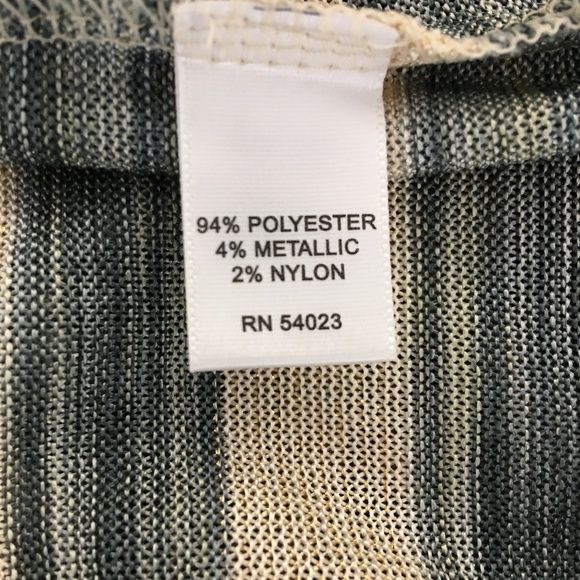 94% POLYESTER
4% METALLIC
2% NYLON
RN 54023